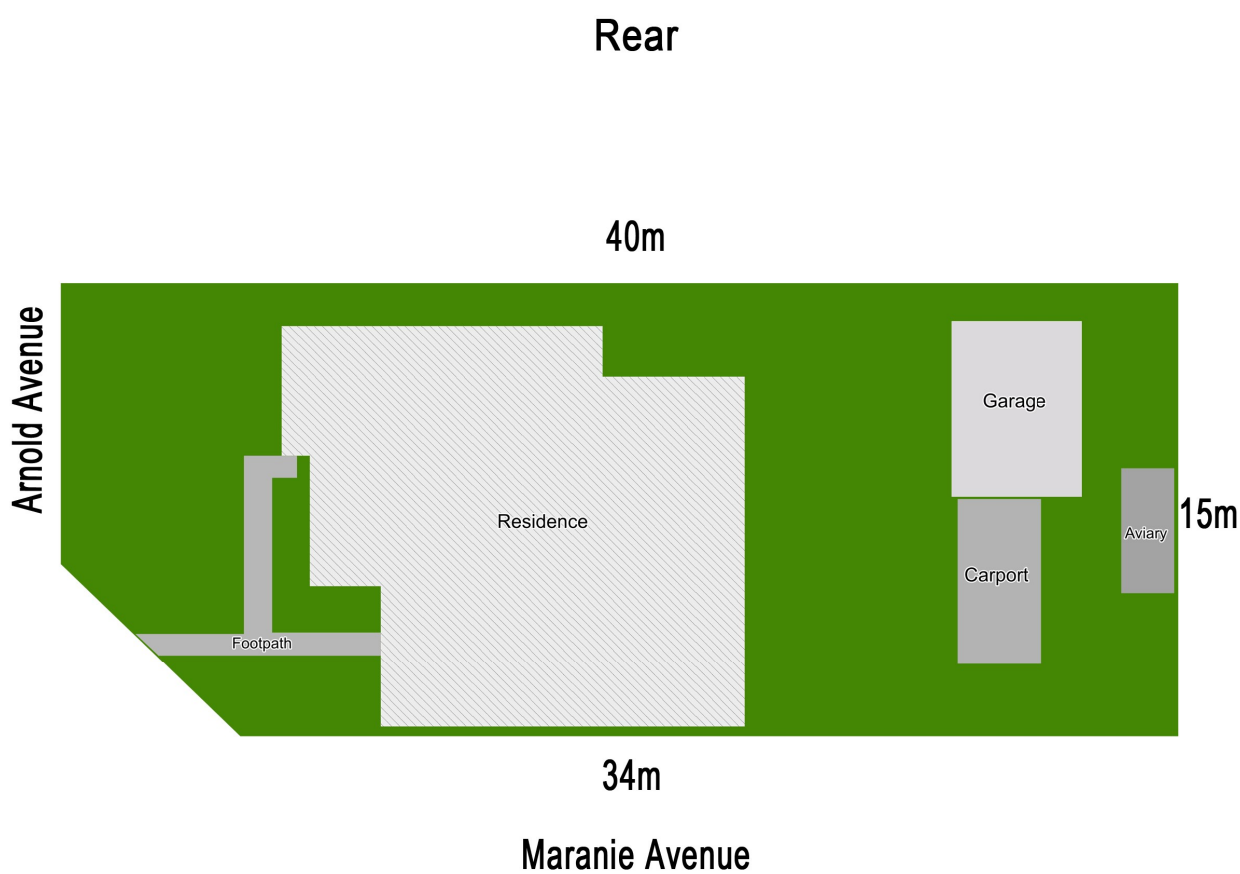 Rear
40m
Arnold Avenue
Garage
Residence
15m
Aviary
Carport
Footpath
34m
Maranie Avenue